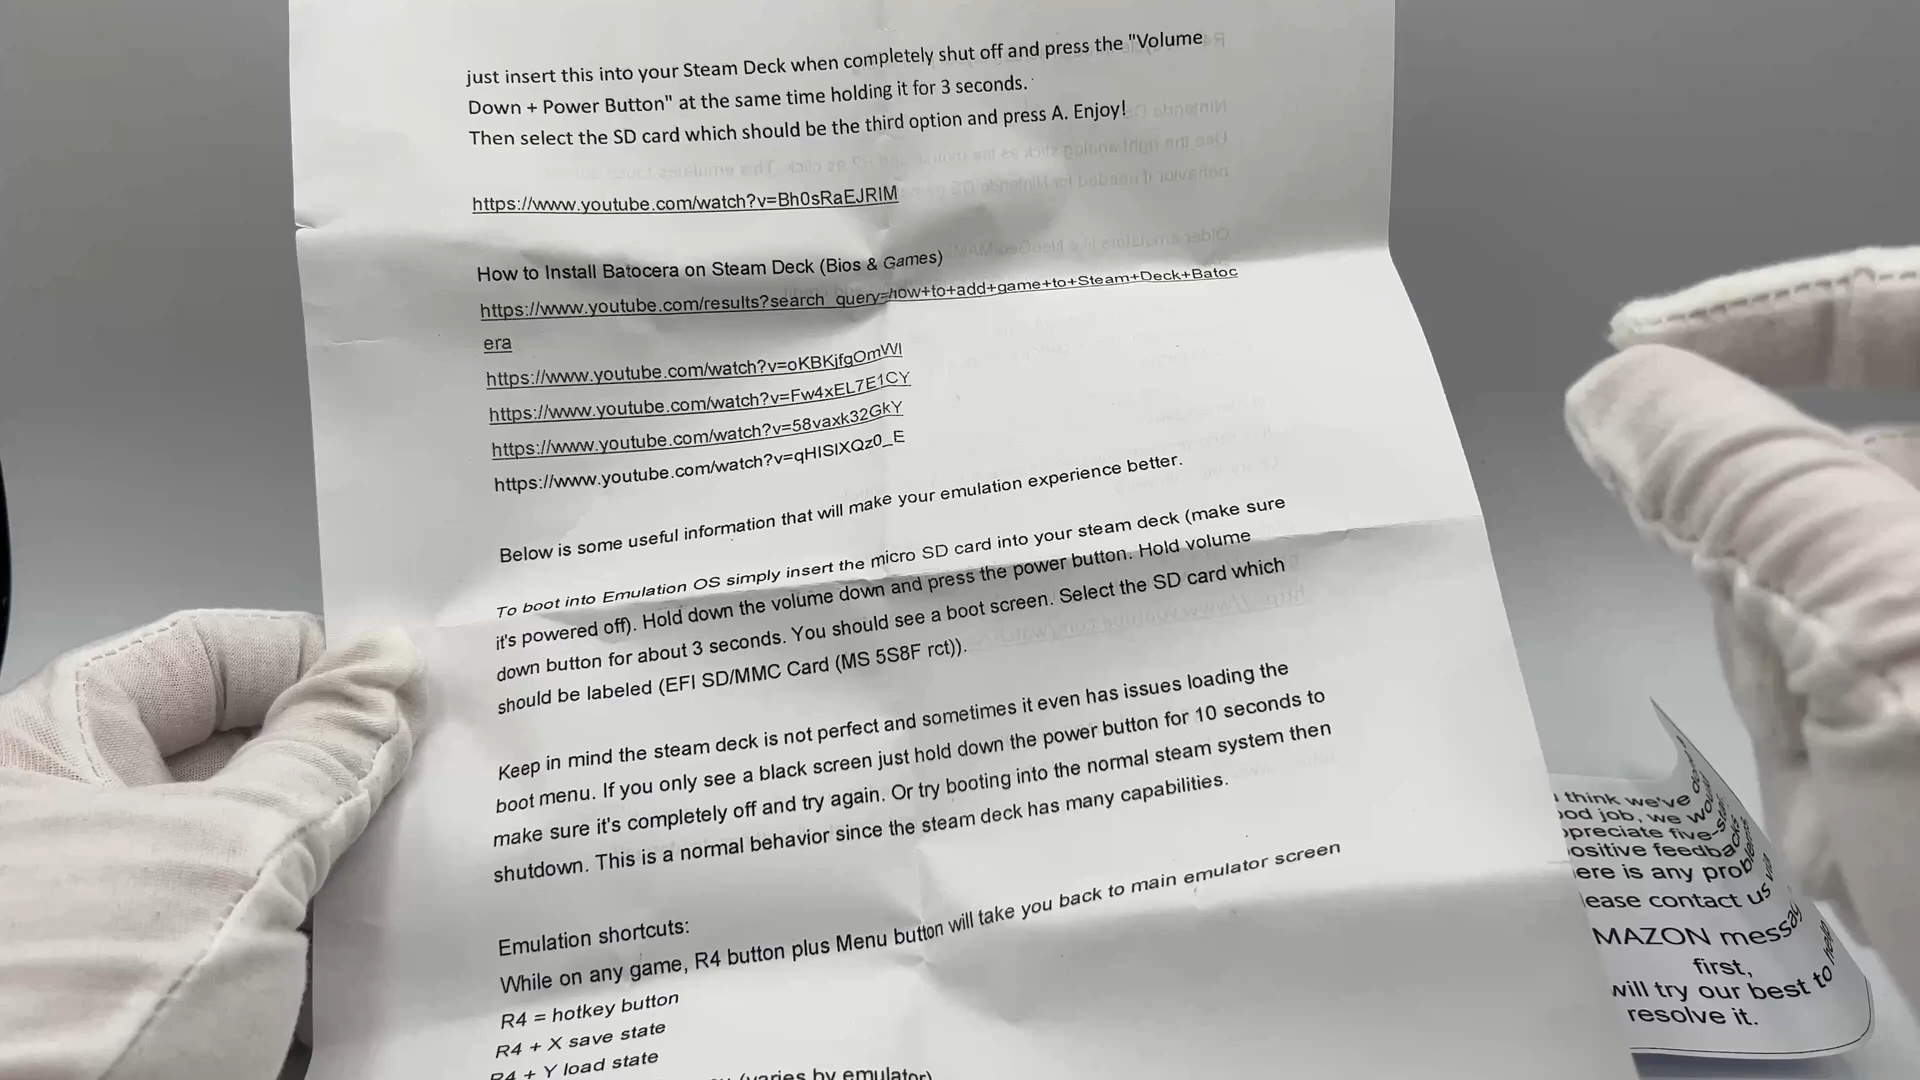 just insert this into your Steam Deck when completely shut off and press the "Volume
Down + Power Button" at the same time holding it for 3 seconds.
Then select the SD card which should be the third option and press A. Enjoy!
https://www.youtube.com/watch?v=Bh0sRaEJRIM
How to Install Batocera on Steam Deck (Bios & Games)
https://www.youtube.com/results?search_query=how+to+add+game+to+Steam+Deck+Batoc
era
https://www.youtube.com/watch?v=oKBKjfgOmWI
https://www.youtube.com/watch?v=Fw4xEL7E1CY
https://www.youtube.com/watch?v=58vaxk32GkY
https://www.youtube.com/watch?v=qHISIXQz0_E
Below is some useful information that will make your emulation experience better.
To boot into Emulation OS simply insert the micro SD card into your steam deck (make sure
it's powered off). Hold down the volume down and press the power button. Hold volume
down button for about 3 seconds. You should see a boot screen. Select the SD card which
should be labeled (EFI SD/MMC Card (MS 5S8F rct)).
Keep in mind the steam deck is not perfect and sometimes it even has issues loading the
boot menu. If you only see a black screen just hold down the power button for 10 seconds to
make sure it's completely off and try again. Or try booting into the normal steam system then
shutdown. This is a normal behavior since the steam deck has many capabilities.
Emulation shortcuts:
While on any game, R4 button plus Menu button will take you back to main emulator screen
R4 = hotkey button
R4 + X save state
R4 + Y load state
(varies by emulator)
think we've
od job, we would
preciate five-star
ositive feedbacks
ere is any problems
ease contact us via
MAZON message
first,
will try our best to help
resolve it.